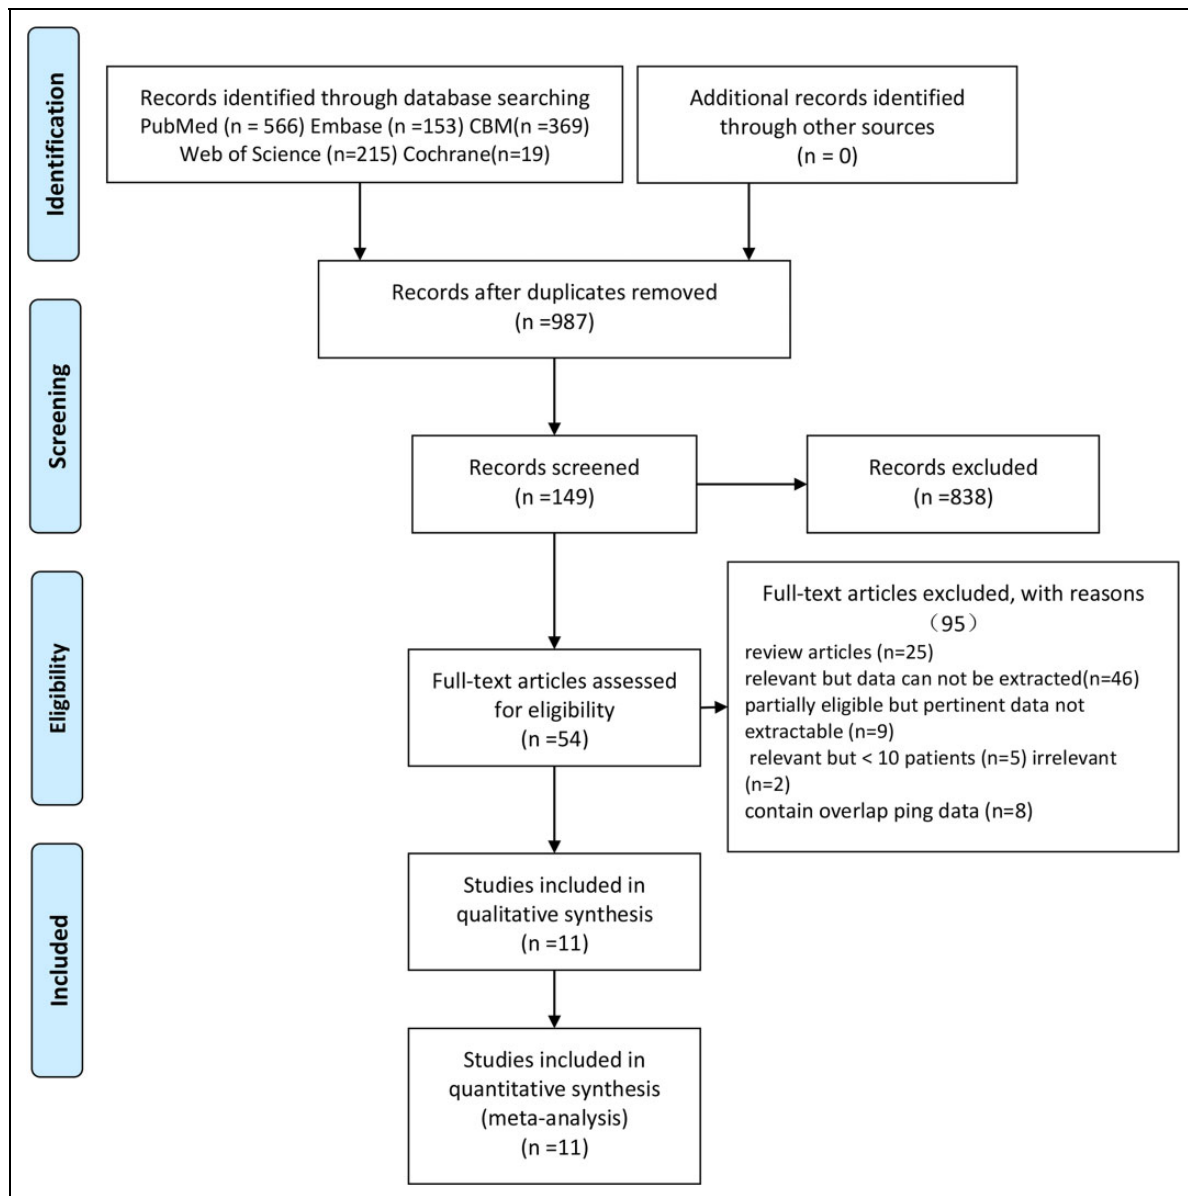 Identification
Records identified through database searching
PubMed (n = 566) Embase (n =153) CBM(n =369)
Web of Science (n=215) Cochrane(n=19)
Additional records identified
through other sources
(n = 0)
Records after duplicates removed
(n =987)
Screening
Records screened
(n =149)
Records excluded
(n =838)
Eligibility
Full-text articles assessed
for eligibility
(n =54)
Full-text articles excluded, with reasons
（95）
review articles (n=25)
relevant but data can not be extracted(n=46)
partially eligible but pertinent data not
extractable (n=9)
relevant but < 10 patients (n=5) irrelevant
(n=2)
contain overlap ping data (n=8)
Included
Studies included in
qualitative synthesis
(n =11)
Studies included in
quantitative synthesis
(meta-analysis)
(n =11)